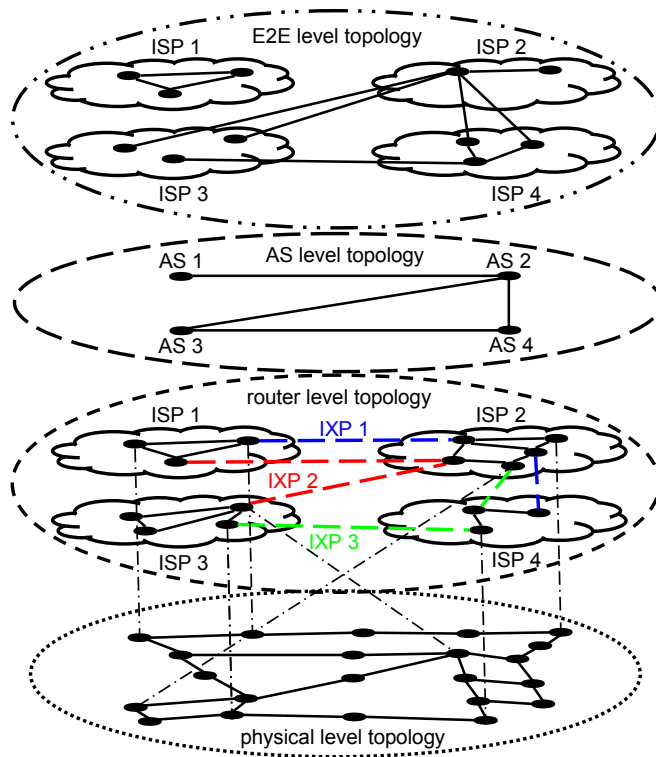 E2E level topology
ISP 1
ISP 2
ISP 3
ISP 4
AS level topology
AS 1
AS 2
AS 3
AS 4
router level topology
ISP 1
IXP 1
ISP 2
IXP 2
ISP 3
IXP 3
ISP 4
physical level topology